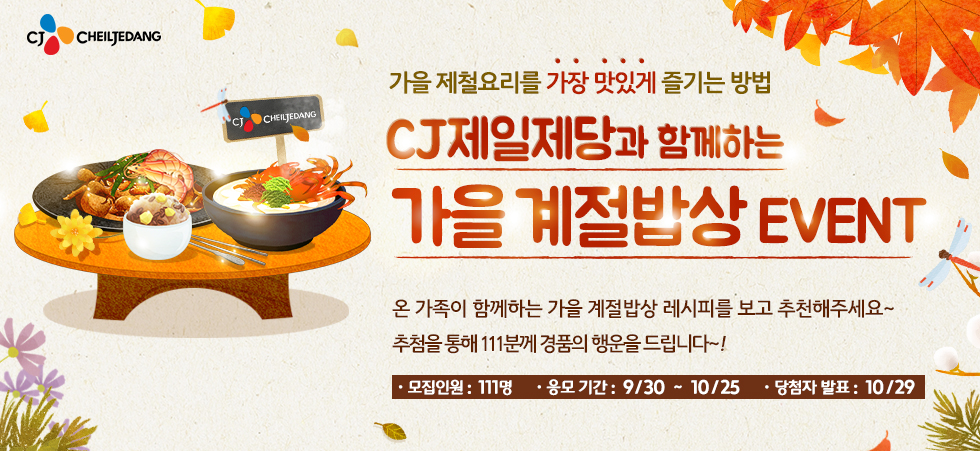 CJ CHEILJEDANG
CJ CHEILJEDANG
가을 제철요리를 가장 맛있게 즐기는 방법
CJ제일제당과 함께하는
가을 계절밥상 EVENT
온 가족이 함께하는 가을 계절밥상 레시피를 보고 추천해주세요~
추첨을 통해 111분께 경품의 행운을 드립니다~!
· 모집인원 : 111명 · 응모 기간 : 9/30 ~ 10/25 · 당첨자 발표 : 10/29